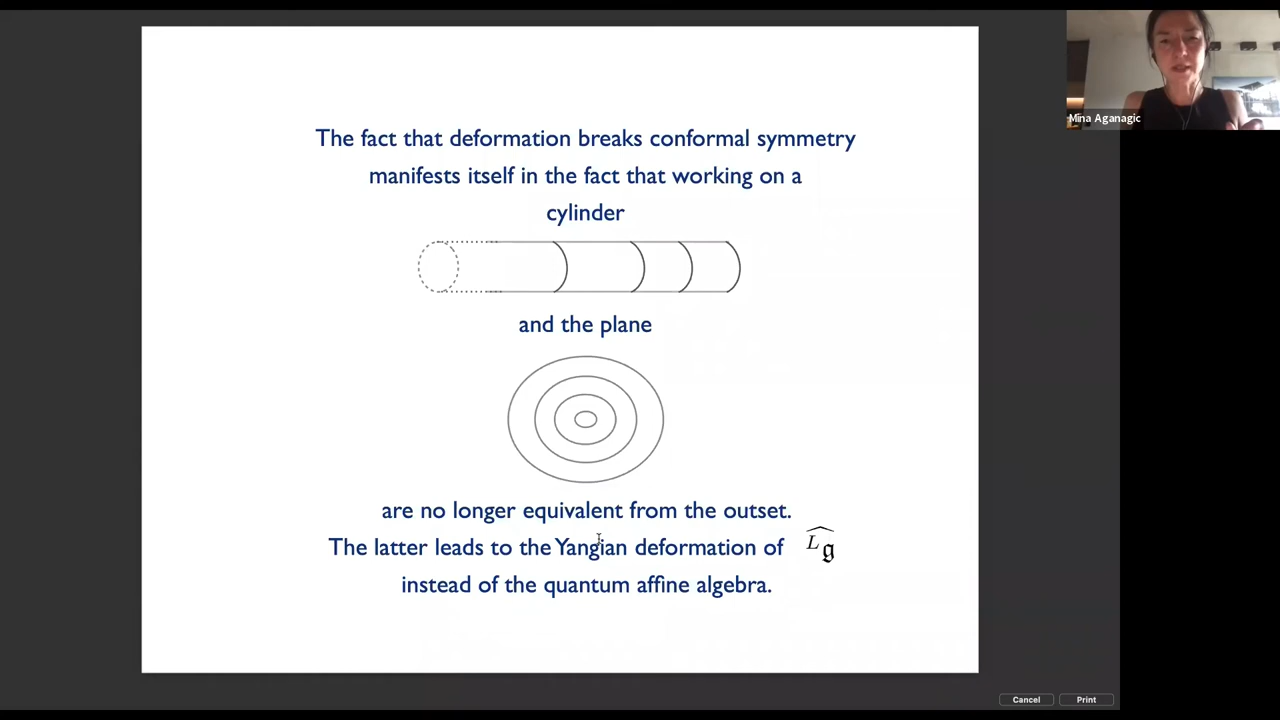 The fact that deformation breaks conformal symmetry
manifests itself in the fact that working on a
cylinder
and the plane
are no longer equivalent from the outset.
The latter leads to the Yangian deformation of $\widehat{^L\mathfrak{g}}$
instead of the quantum affine algebra.
Mina Aganagic
Cancel Print